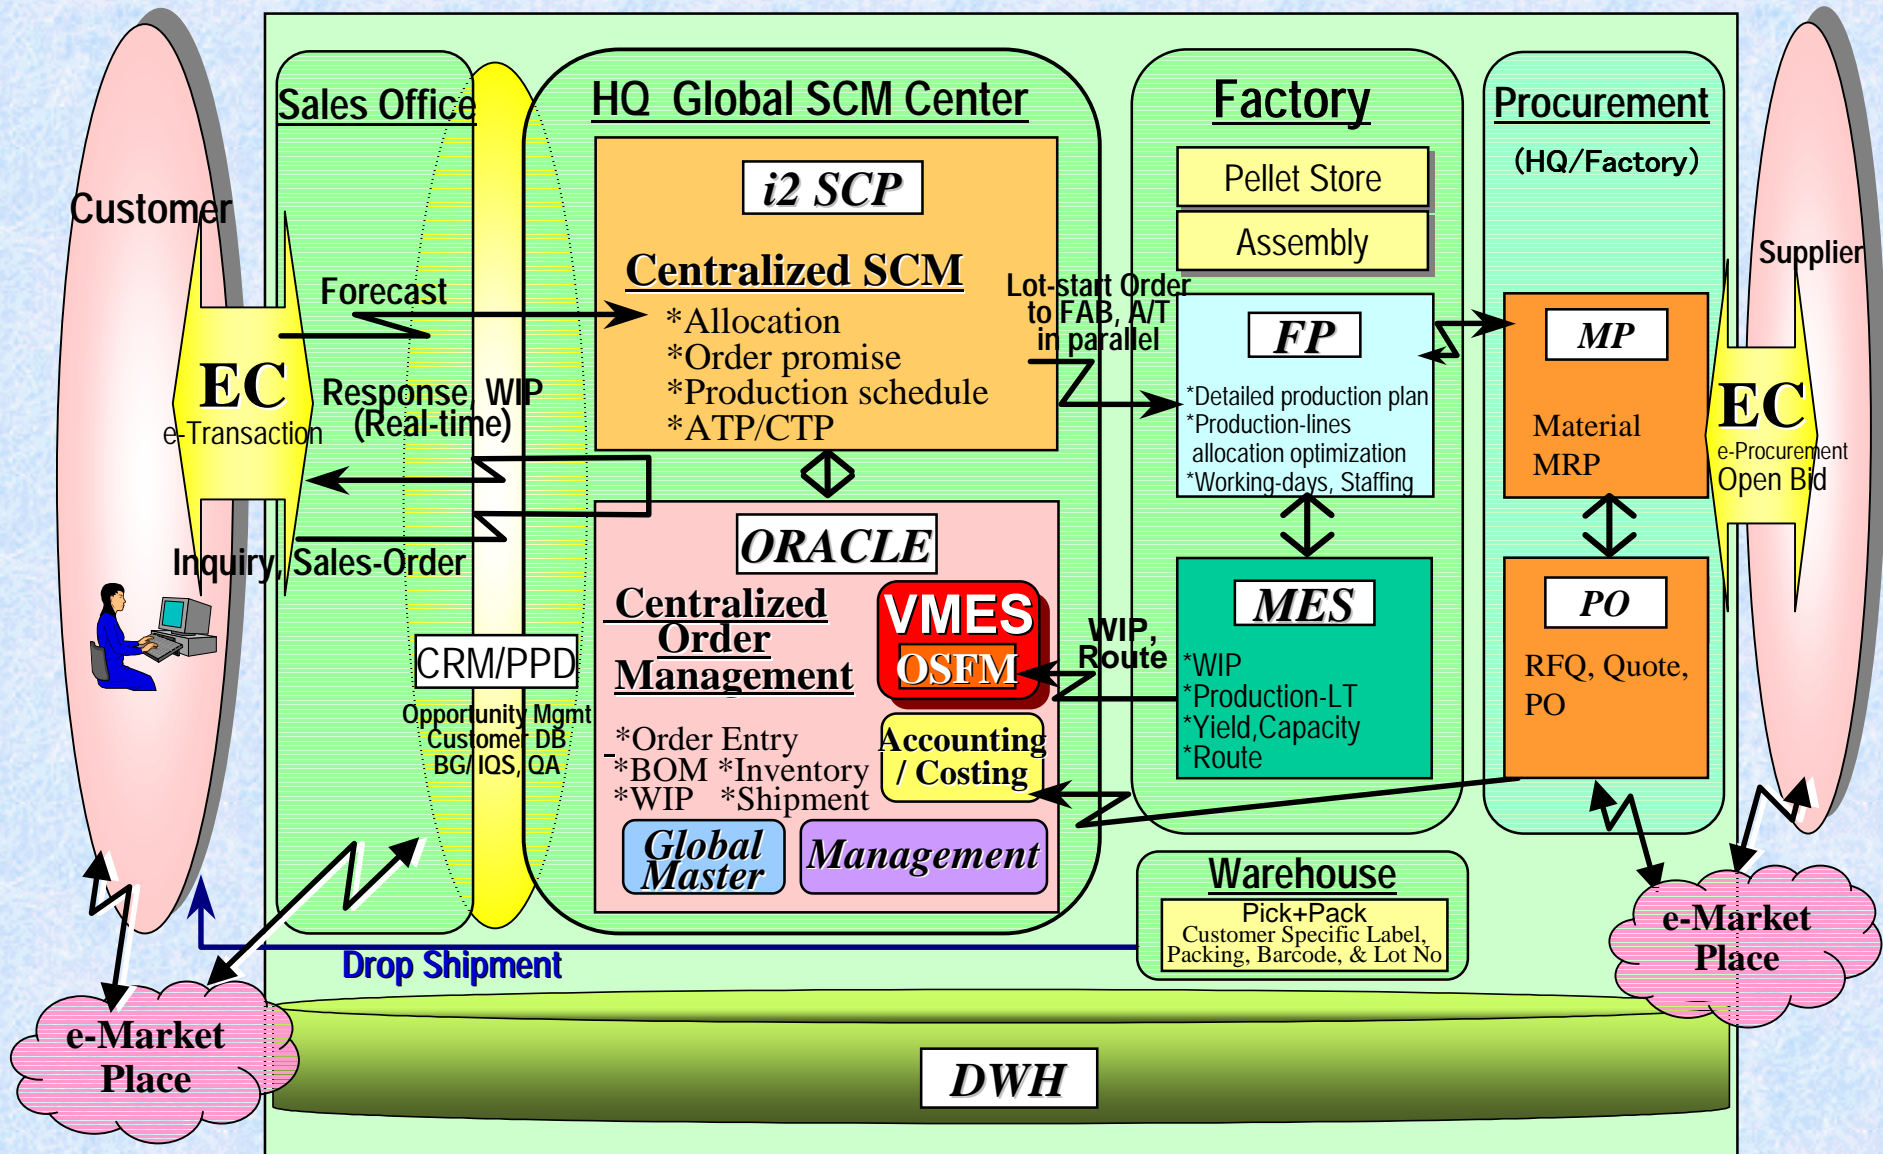 Customer
EC
e-Transaction
Sales Office
Forecast
Response, WIP
(Real-time)
Inquiry, Sales-Order
CRM/PPD
Opportunity Mgmt
Customer DB
BG/ IQS, QA
HQ Global SCM Center
i2 SCP
Centralized SCM
*Allocation
*Order promise
*Production schedule
*ATP/CTP
ORACLE
Centralized
Order
Management
*Order Entry
*BOM *Inventory
*WIP *Shipment
VMES
OSFM
Accounting
/ Costing
Global
Master
Management
Lot-start Order
to FAB, A/T
in parallel
WIP,
Route
Factory
Pellet Store
Assembly
FP
*Detailed production plan
*Production-lines
allocation optimization
*Working-days, Staffing
MES
*WIP
*Production-LT
*Yield,Capacity
*Route
Procurement
(HQ/Factory)
MP
Material
MRP
PO
RFQ, Quote,
PO
Supplier
EC
e-Procurement
Open Bid
Warehouse
Pick+Pack
Customer Specific Label,
Packing, Barcode, & Lot No
Drop Shipment
e-Market
Place
e-Market
Place
DWH